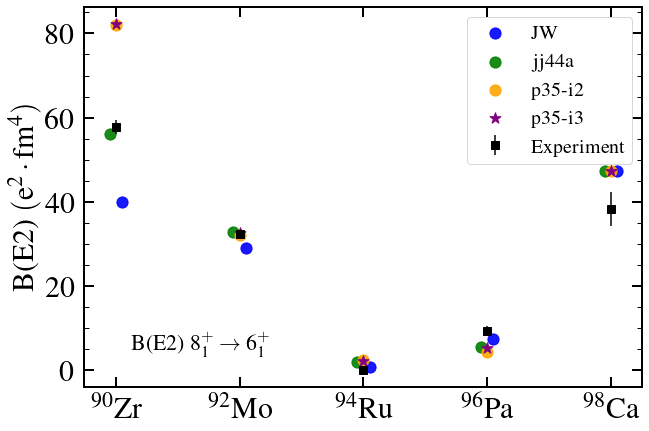 B(E2) (e² · fm⁴)
80
60
40
20
0
JW
jj44a
p35-i2
p35-i3
Experiment
B(E2) 8₁⁺ → 6₁⁺
⁹⁰Zr ⁹²Mo ⁹⁴Ru ⁹⁶Pa ⁹⁸Ca